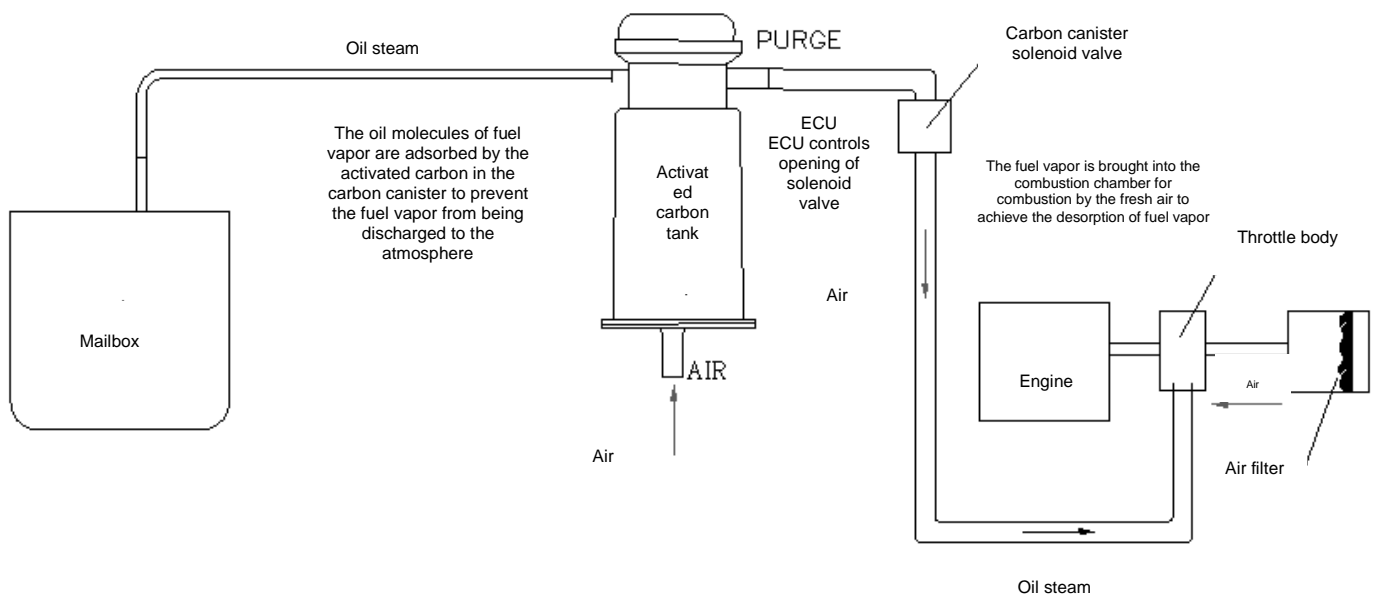 Oil steam
PURGE
Carbon canister
solenoid valve
The oil molecules of fuel
vapor are adsorbed by the
activated carbon in the
carbon canister to prevent
the fuel vapor from being
discharged to the
atmosphere
Activat
ed
carbon
tank
ECU
ECU controls
opening of
solenoid
valve
The fuel vapor is brought into the
combustion chamber for
combustion by the fresh air to
achieve the desorption of fuel vapor
Throttle body
Air
Mailbox
AIR
Engine
Air
Air
Air filter
Oil steam